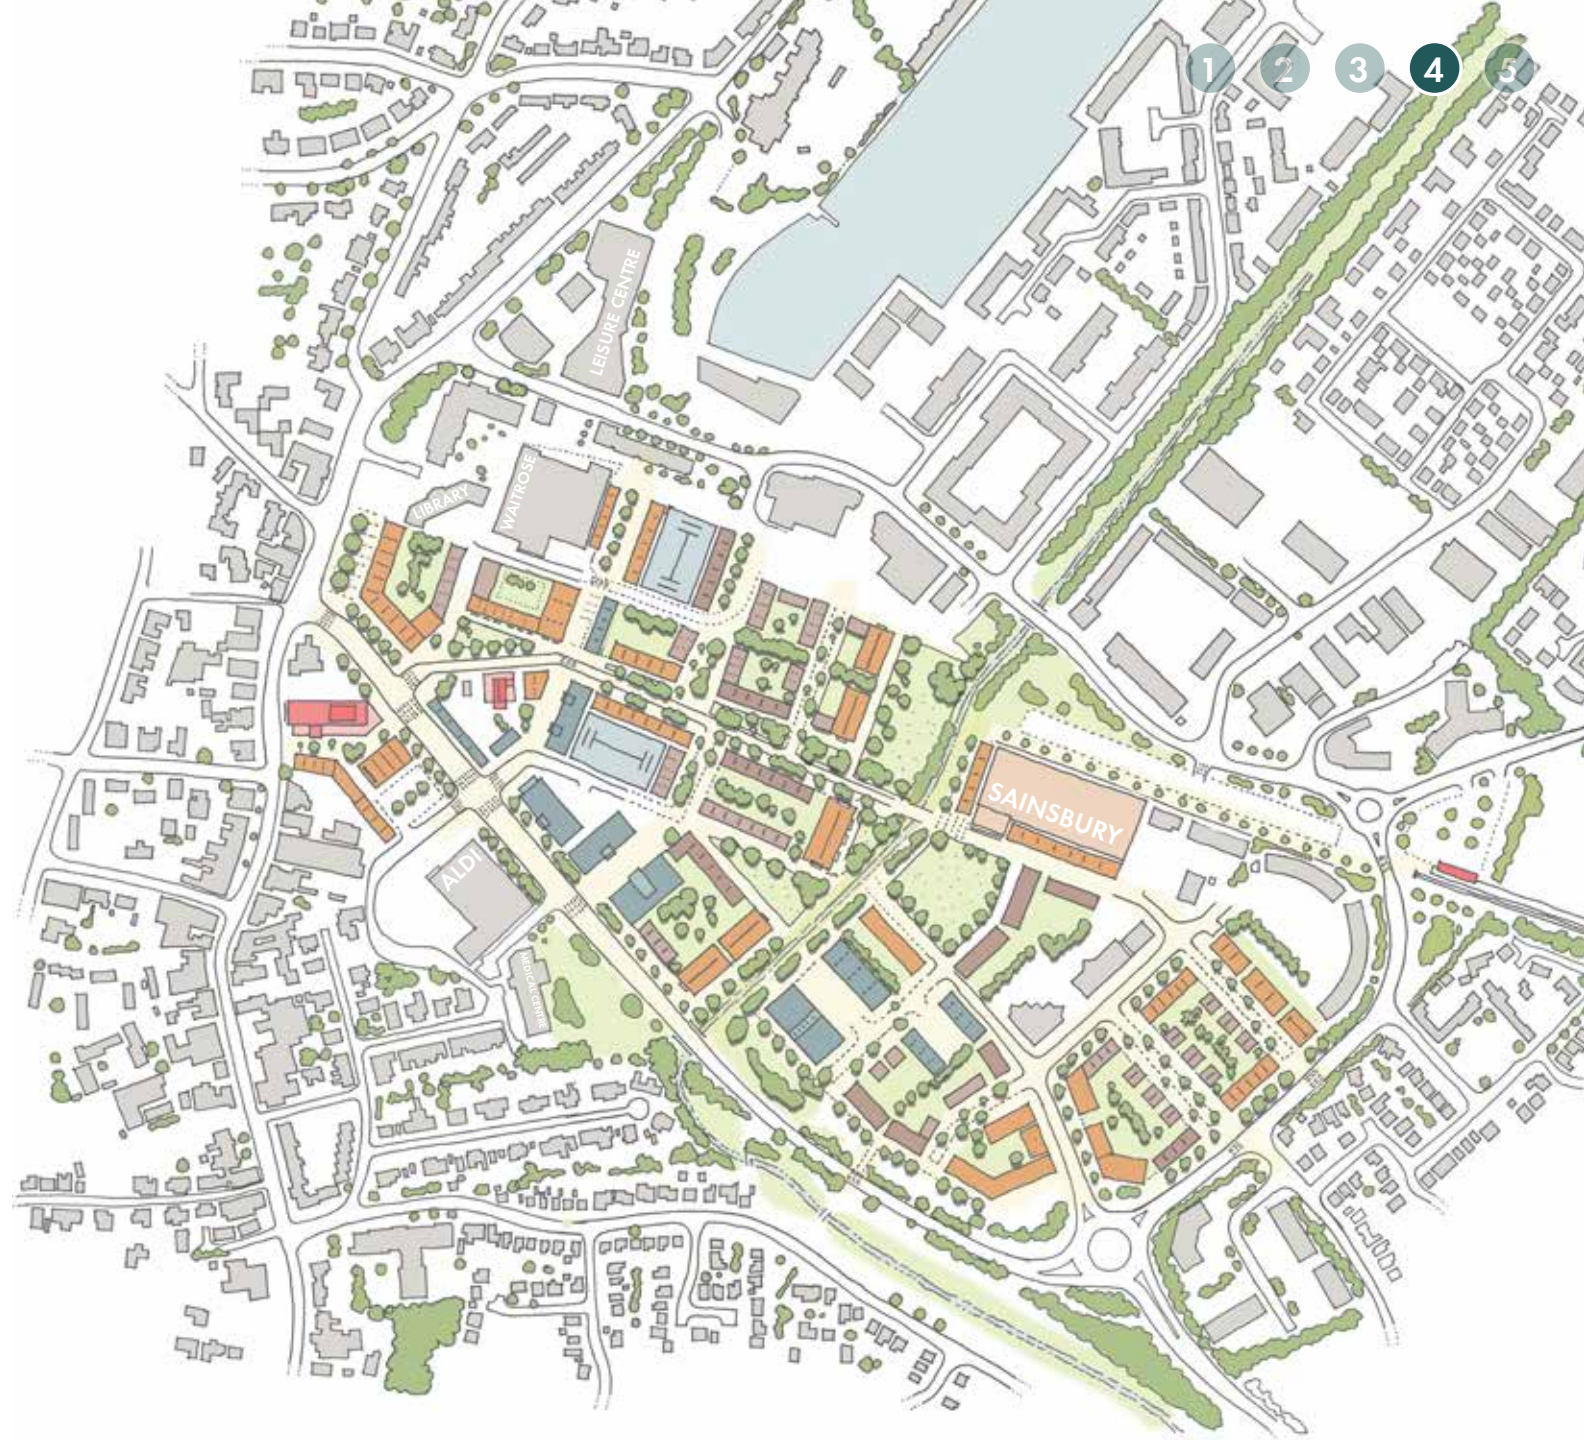 1 2 3 4 5
LEISURE CENTRE
WAITROSE
LIBRARY
SAINSBURY
ALDI
MEDICAL CENTRE